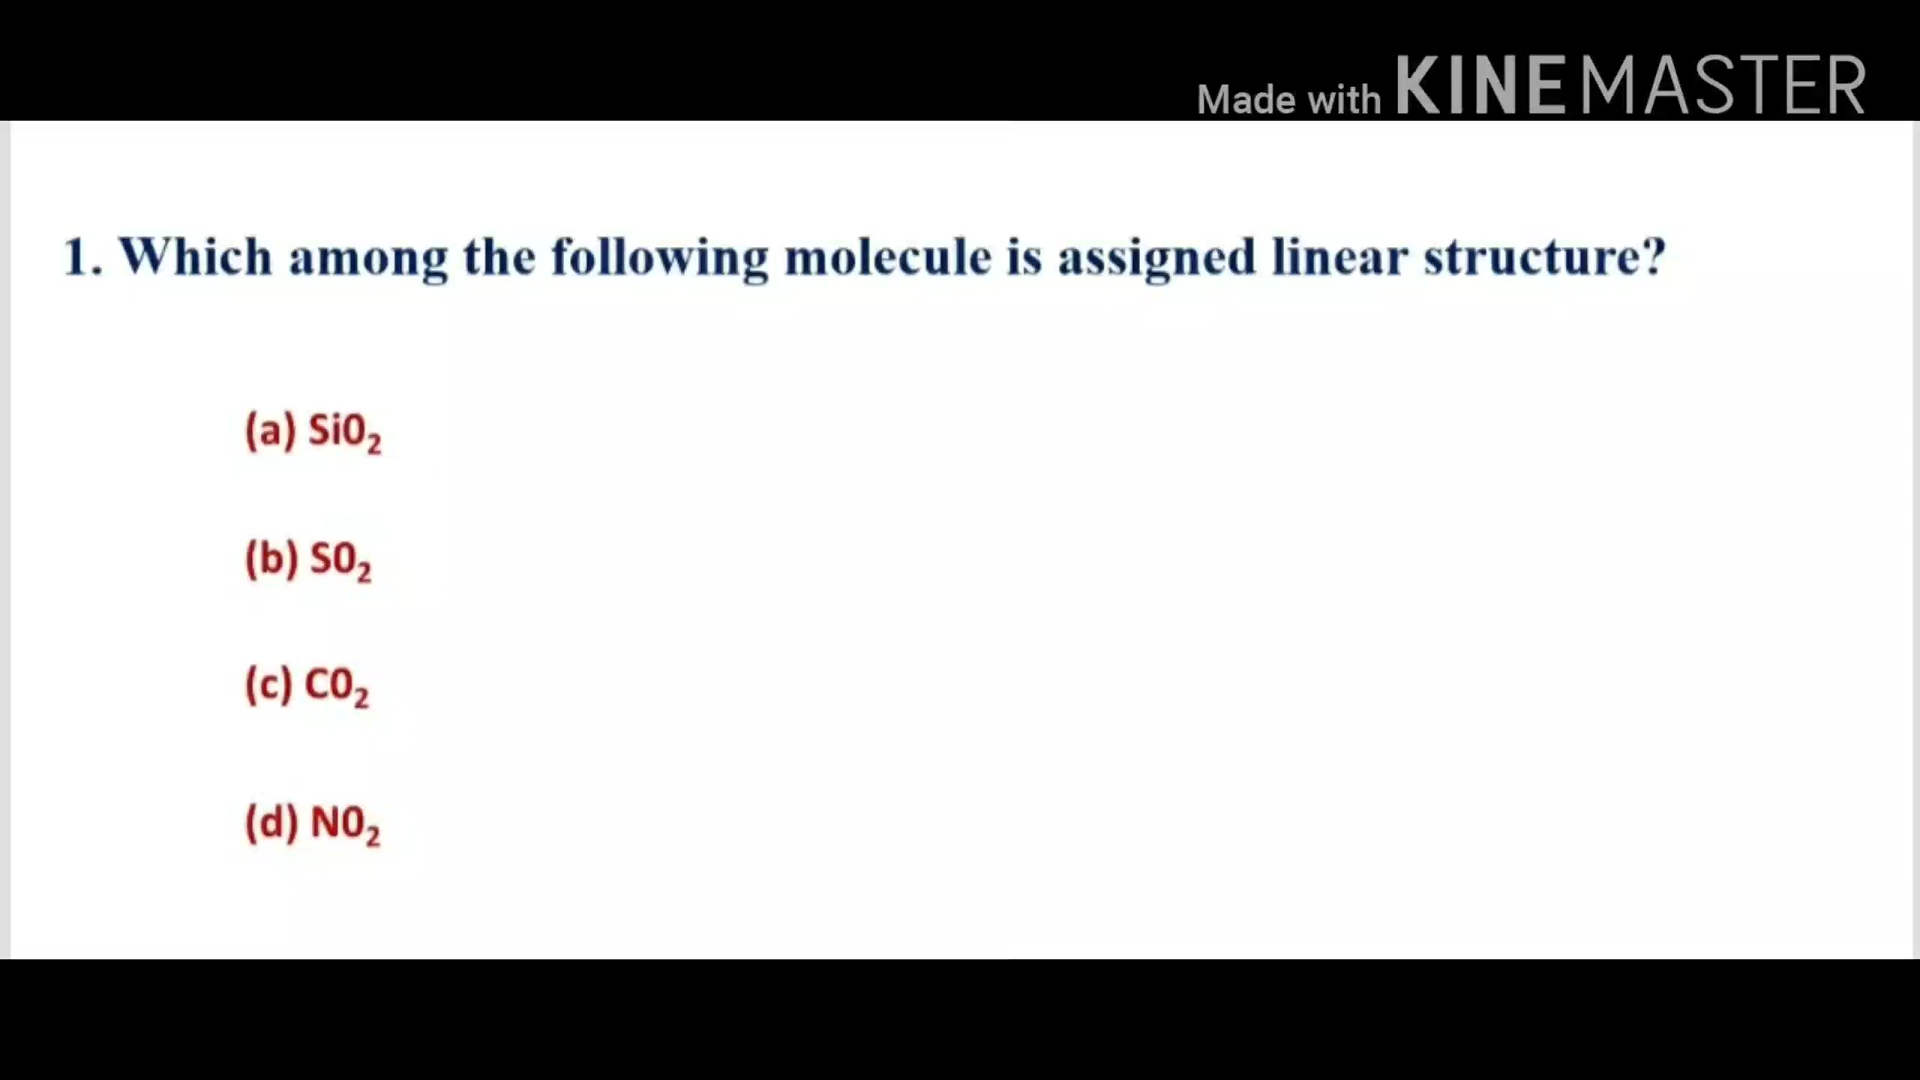 Made with KINEMASTER
1. Which among the following molecule is assigned linear structure?
(a) SiO₂
(b) SO₂
(c) CO₂
(d) NO₂